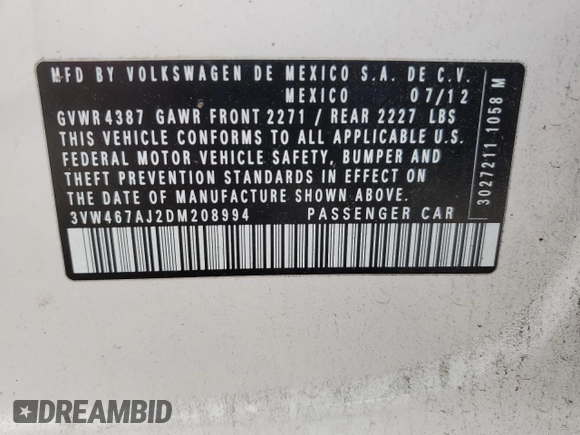 MFD BY VOLKSWAGEN DE MEXICO S.A. DE C.V.
MEXICO 07/12
GVWR 4387 GAWR FRONT 2271 / REAR 2227 LBS
THIS VEHICLE CONFORMS TO ALL APPLICABLE U.S.
FEDERAL MOTOR VEHICLE SAFETY, BUMPER AND
THEFT PREVENTION STANDARDS IN EFFECT ON
THE DATE OF MANUFACTURE SHOWN ABOVE.
3VW467AJ2DM208994 PASSENGER CAR
3027211 1058 M
DREAMBID